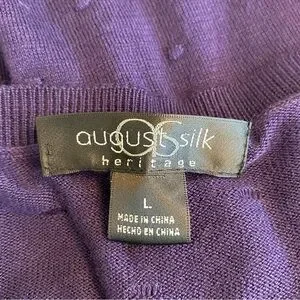 august silk
heritage
L
MADE IN CHINA
HECHO EN CHINA